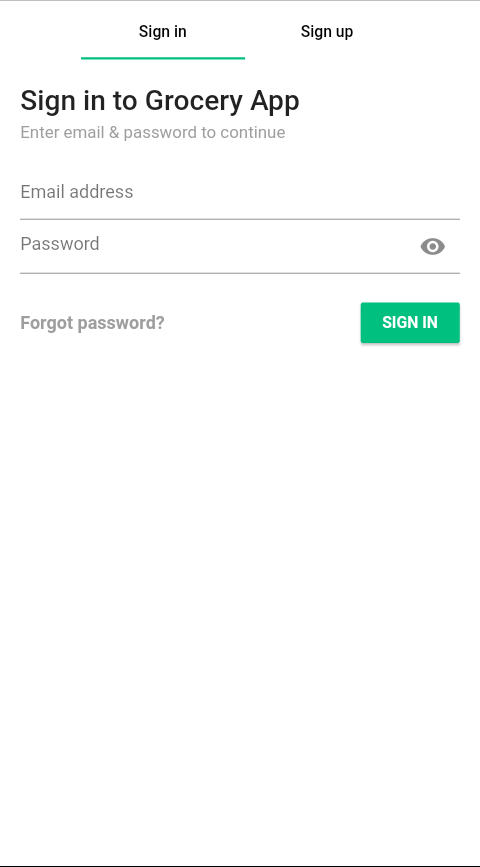 Sign in Sign up
Sign in to Grocery App
Enter email & password to continue
Email address
Password
Forgot password? SIGN IN